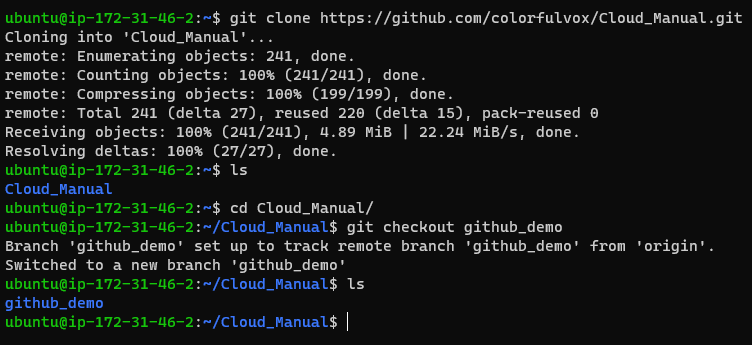 ubuntu@ip-172-31-46-2:~$ git clone https://github.com/colorfulvox/Cloud_Manual.git
Cloning into 'Cloud_Manual'...
remote: Enumerating objects: 241, done.
remote: Counting objects: 100% (241/241), done.
remote: Compressing objects: 100% (199/199), done.
remote: Total 241 (delta 27), reused 220 (delta 15), pack-reused 0
Receiving objects: 100% (241/241), 4.89 MiB | 22.24 MiB/s, done.
Resolving deltas: 100% (27/27), done.
ubuntu@ip-172-31-46-2:~$ ls
Cloud_Manual
ubuntu@ip-172-31-46-2:~$ cd Cloud_Manual/
ubuntu@ip-172-31-46-2:~/Cloud_Manual$ git checkout github_demo
Branch 'github_demo' set up to track remote branch 'github_demo' from 'origin'.
Switched to a new branch 'github_demo'
ubuntu@ip-172-31-46-2:~/Cloud_Manual$ ls
github_demo
ubuntu@ip-172-31-46-2:~/Cloud_Manual$